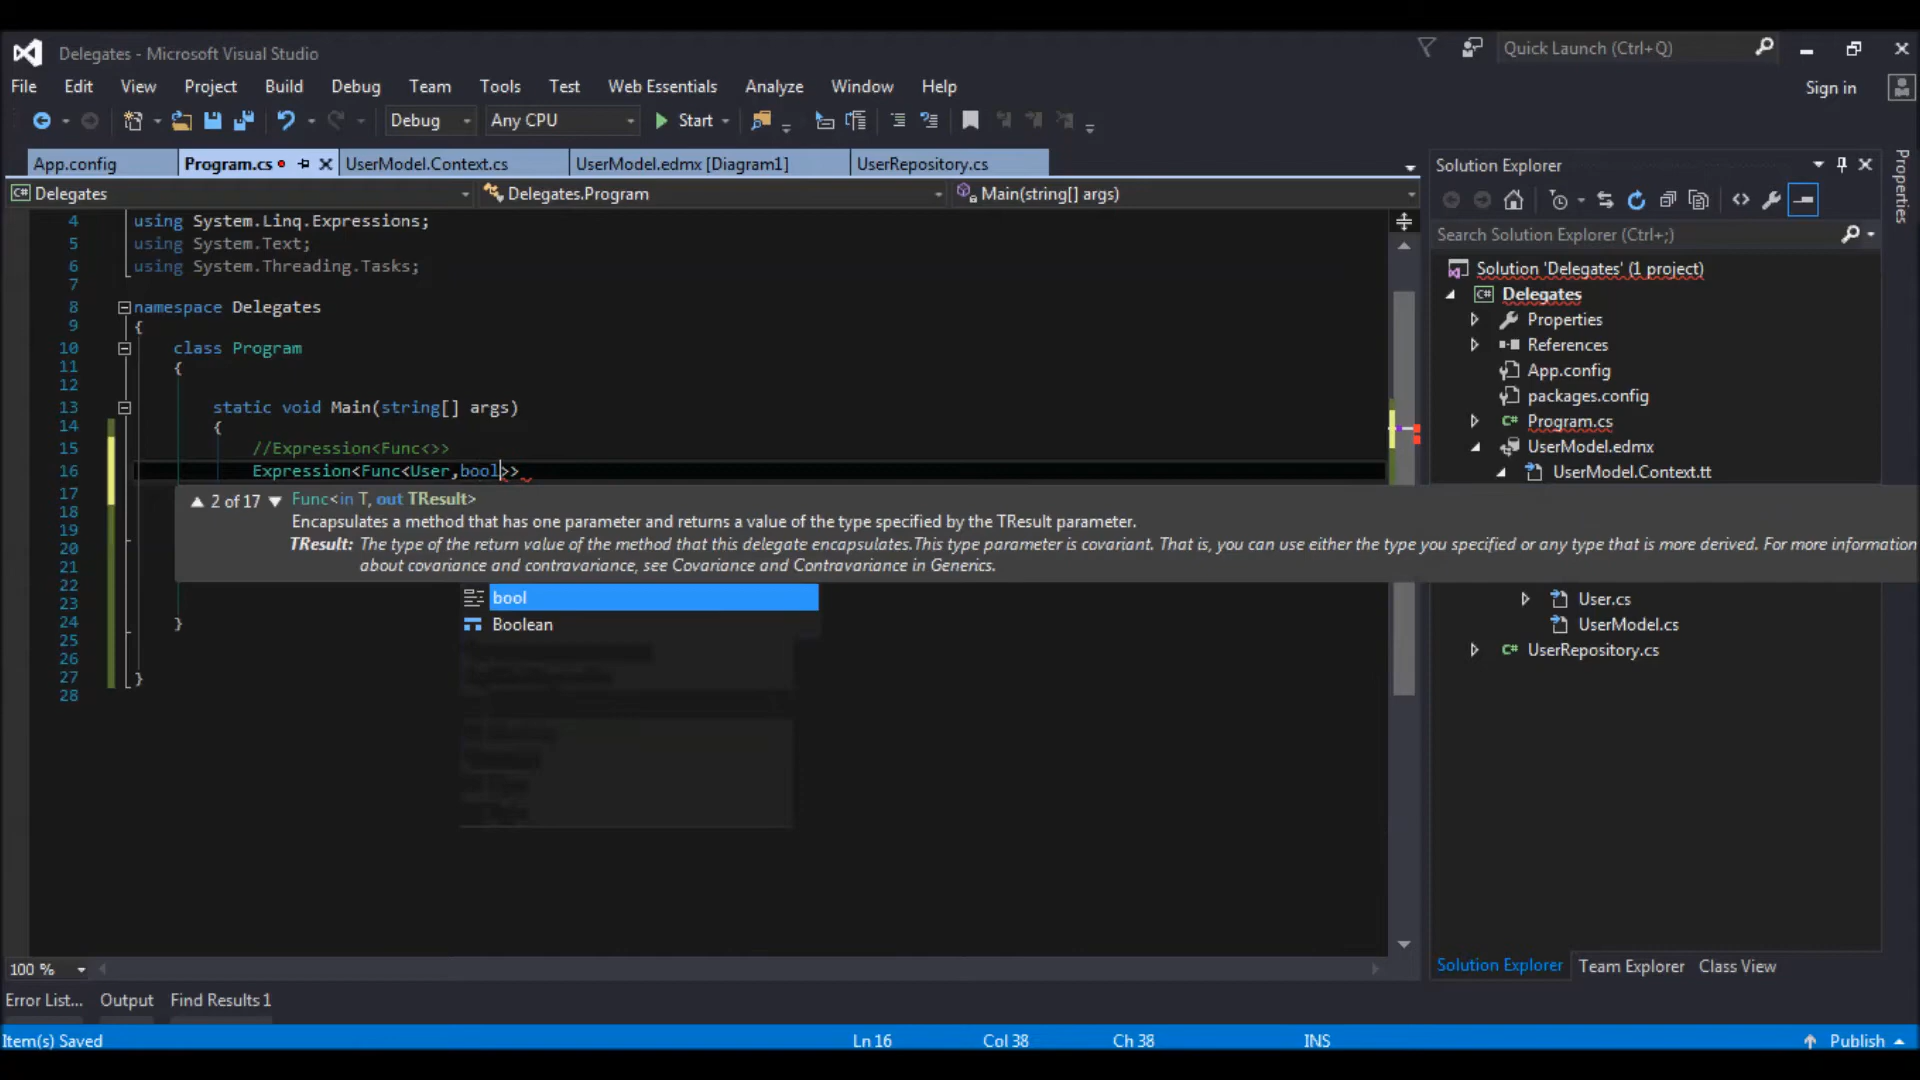 Delegates - Microsoft Visual Studio
Quick Launch (Ctrl+Q)
File Edit View Project Build Debug Team Tools Test Web Essentials Analyze Window Help
Sign in
Debug Any CPU Start
App.config Program.cs UserModel.Context.cs UserModel.edmx [Diagram1] UserRepository.cs
Delegates Delegates.Program Main(string[] args)
4 using System.Linq.Expressions;
5 using System.Text;
6 using System.Threading.Tasks;
7
8 namespace Delegates
9 {
10 class Program
11 {
12
13 static void Main(string[] args)
14 {
15 //Expression<Func<>>
16 Expression<Func<User,bool>>
17
18
19
20
21
22
23
24 }
25
26
27 }
28
2 of 17 Func<in T, out TResult>
Encapsulates a method that has one parameter and returns a value of the type specified by the TResult parameter.
TResult: The type of the return value of the method that this delegate encapsulates.This type parameter is covariant. That is, you can use either the type you specified or any type that is more derived. For more information
about covariance and contravariance, see Covariance and Contravariance in Generics.
bool
Boolean
Solution Explorer
Search Solution Explorer (Ctrl+;)
Solution 'Delegates' (1 project)
C# Delegates
Properties
References
App.config
packages.config
C# Program.cs
UserModel.edmx
UserModel.Context.tt
User.cs
UserModel.cs
C# UserRepository.cs
Properties
100 %
Solution Explorer Team Explorer Class View
Error List... Output Find Results 1
Item(s) Saved Ln 16 Col 38 Ch 38 INS Publish